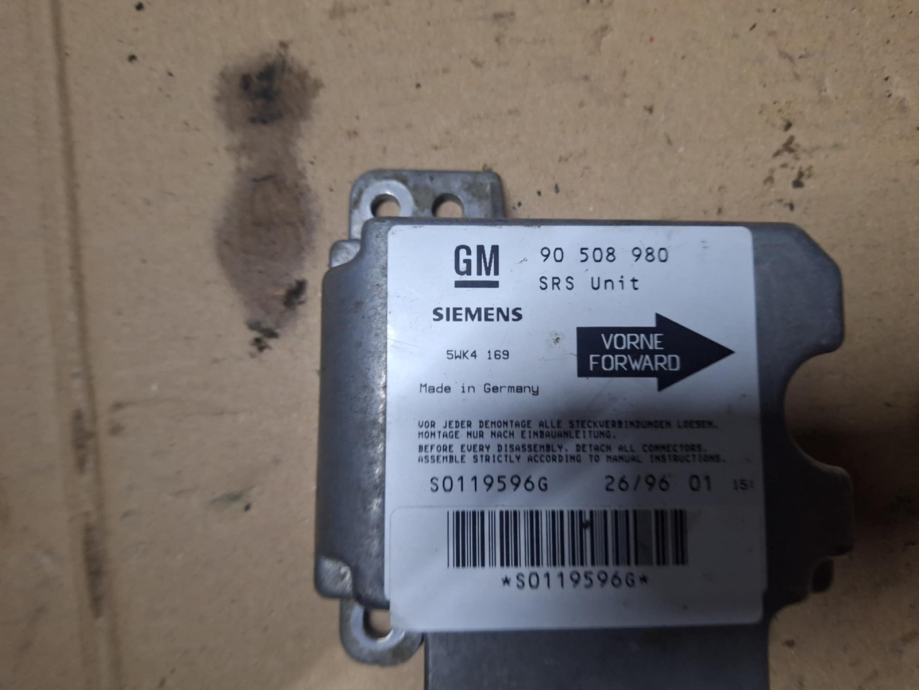 GM 90 508 980
SRS Unit
SIEMENS
5WK4 169
VORNE
FORWARD
Made in Germany
VOR JEDER DEMONTAGE ALLE STECKVERBINDUNGEN LOESEN.
MONTAGE NUR NACH EINBAUANLEITUNG.
BEFORE EVERY DISASSEMBLY, DETACH ALL CONNECTORS.
ASSEMBLE STRICTLY ACCORDING TO MANUAL INSTRUCTIONS.
S0119596G 26/96 01
*S0119596G*